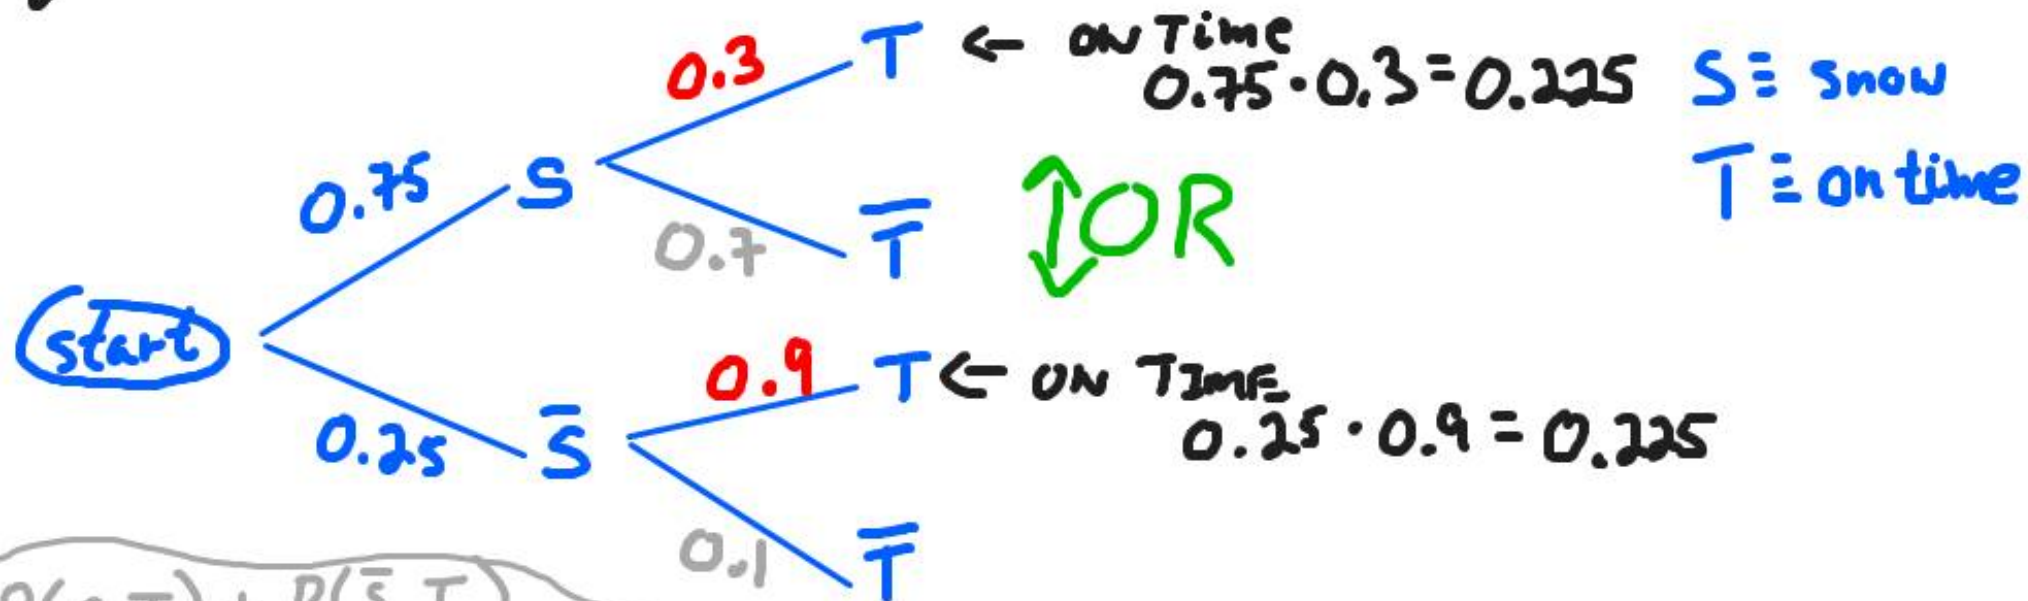 0.3 T ← ON Time
0.75 · 0.3 = 0.225
S ≡ snow
T ≡ on time
0.75 S
0.7 T̅
↕ OR
start
0.9 T ← ON TIME
0.25 · 0.9 = 0.225
0.25 S̅
0.1 T̅
P(S̅ T)